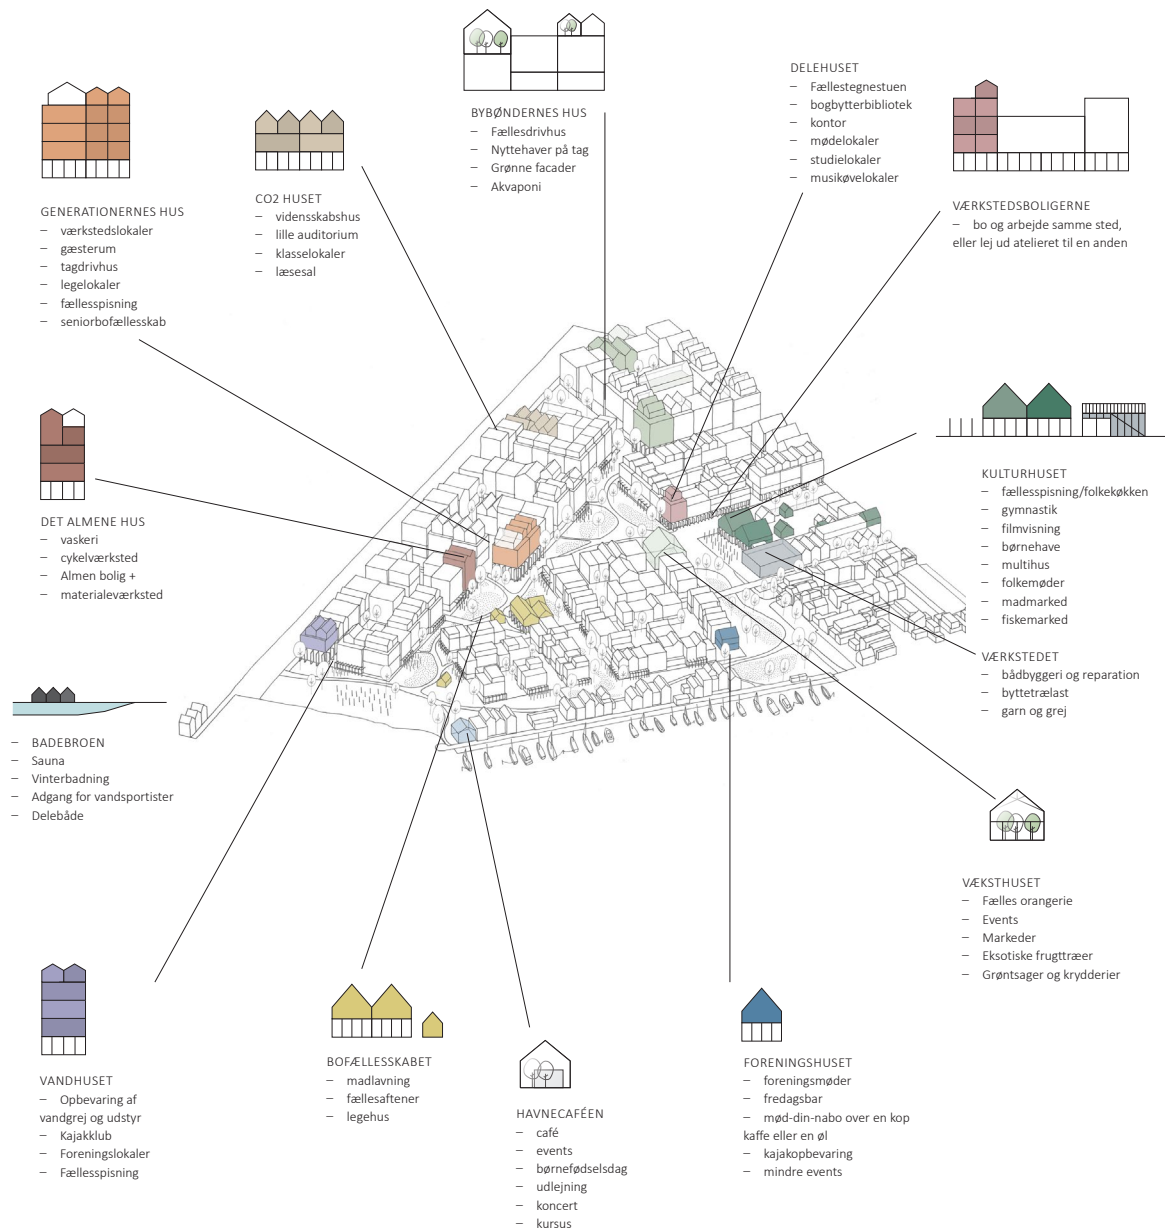 BYBØNDERNES HUS
– Fællesdrivhus
– Nyttehaver på tag
– Grønne facader
– Akvaponi
DELEHUSET
– Fællestegnestuen
– bogbytterbibliotek
– kontor
– mødelokaler
– studielokaler
– musikøvelokaler
GENERATIONERNES HUS
– værkstedslokaler
– gæsterum
– tagdrivhus
– legelokaler
– fællesspisning
– seniorbofællesskab
CO2 HUSET
– vidensskabshus
– lille auditorium
– klasselokaler
– læsesal
VÆRKSTEDSBOLIGERNE
– bo og arbejde samme sted,
eller lej ud atelieret til en anden
DET ALMENE HUS
– vaskeri
– cykelværksted
– Almen bolig +
– materialeværksted
KULTURHUSET
– fællesspisning/folkekøkken
– gymnastik
– filmvisning
– børnehave
– multihus
– folkemøder
– madmarked
– fiskemarked
VÆRKSTEDET
– bådbyggeri og reparation
– byttetrælast
– garn og grej
– BADEBROEN
– Sauna
– Vinterbadning
– Adgang for vandsportister
– Delebåde
VÆKSTHUSET
– Fælles orangerie
– Events
– Markeder
– Eksotiske frugttræer
– Grøntsager og krydderier
VANDHUSET
– Opbevaring af
vandgrej og udstyr
– Kajakklub
– Foreningslokaler
– Fællesspisning
BOFÆLLESSKABET
– madlavning
– fællesaftener
– legehus
HAVNECAFÉEN
– café
– events
– børnefødselsdag
– udlejning
– koncert
– kursus
FORENINGSHUSET
– foreningsmøder
– fredagsbar
– mød-din-nabo over en kop
kaffe eller en øl
– kajakopbevaring
– mindre events